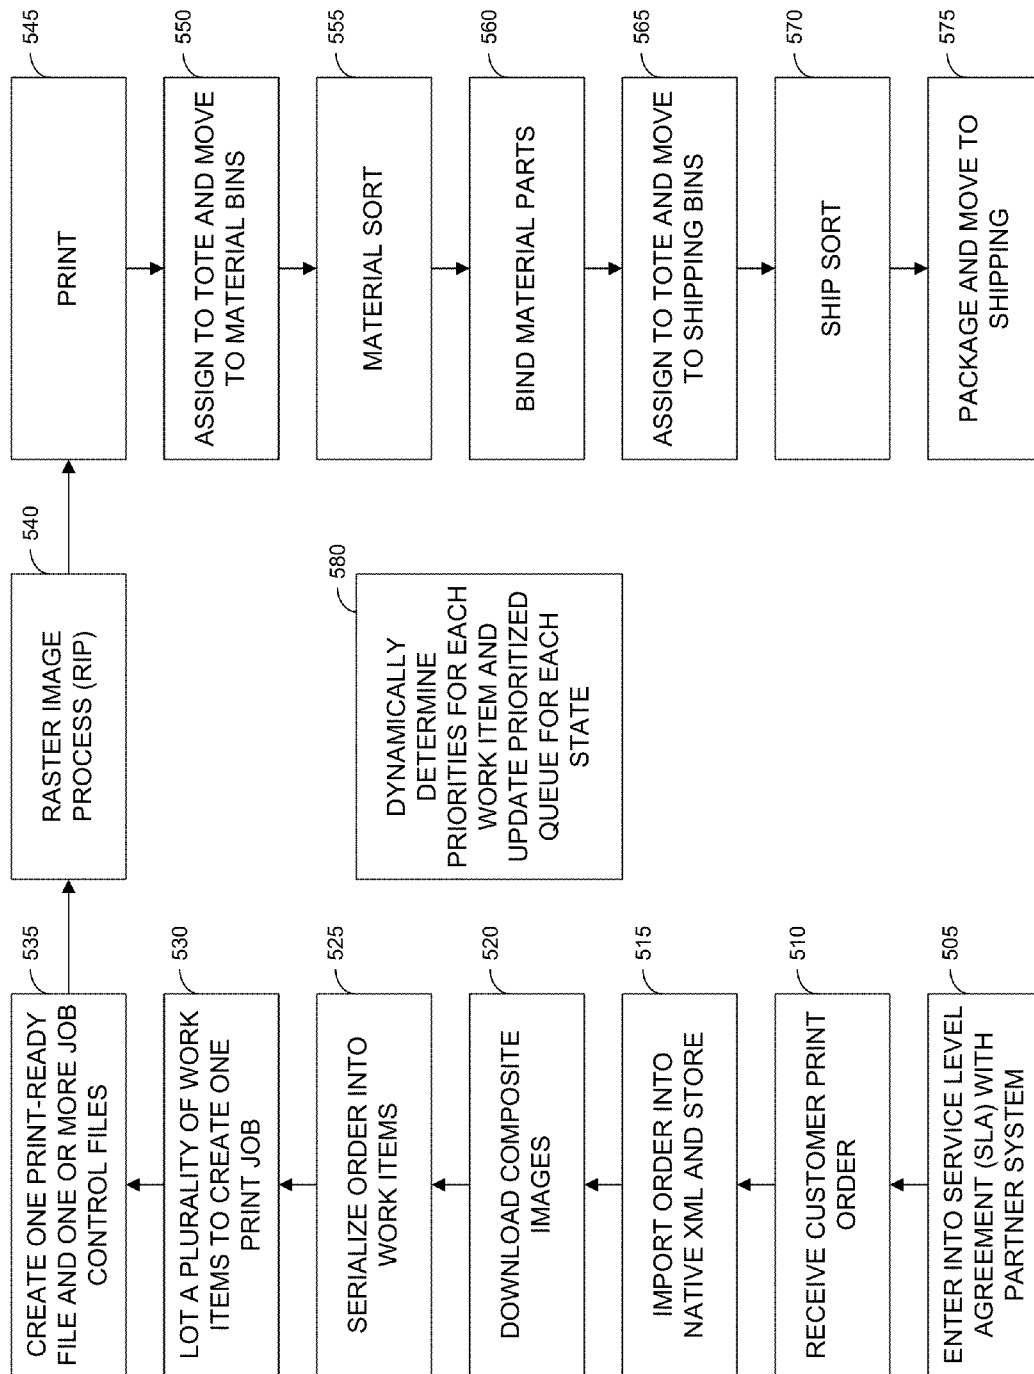 505
ENTER INTO SERVICE LEVEL
AGREEMENT (SLA) WITH
PARTNER SYSTEM
510
RECEIVE CUSTOMER PRINT
ORDER
515
IMPORT ORDER INTO
NATIVE XML AND STORE
520
DOWNLOAD COMPOSITE
IMAGES
525
SERIALIZE ORDER INTO
WORK ITEMS
530
LOT A PLURALITY OF WORK
ITEMS TO CREATE ONE
PRINT JOB
535
CREATE ONE PRINT-READY
FILE AND ONE OR MORE JOB
CONTROL FILES
540
RASTER IMAGE
PROCESS (RIP)
580
DYNAMICALLY
DETERMINE
PRIORITIES FOR EACH
WORK ITEM AND
UPDATE PRIORITIZED
QUEUE FOR EACH
STATE
545
PRINT
550
ASSIGN TO TOTE AND MOVE
TO MATERIAL BINS
555
MATERIAL SORT
560
BIND MATERIAL PARTS
565
ASSIGN TO TOTE AND MOVE
TO SHIPPING BINS
570
SHIP SORT
575
PACKAGE AND MOVE TO
SHIPPING